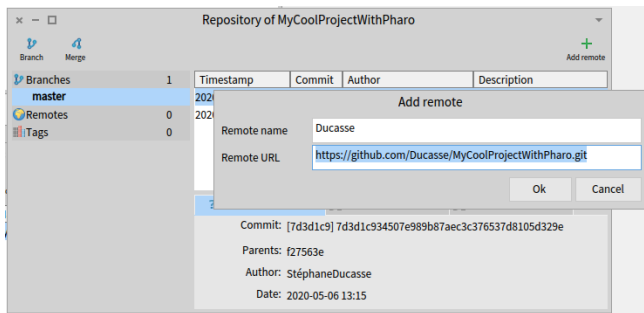 Repository of MyCoolProjectWithPharo
Branch Merge Add remote
Branches 1
master
Remotes 0
Tags 0
Timestamp Commit Author Description
Add remote
Remote name Ducasse
Remote URL https://github.com/Ducasse/MyCoolProjectWithPharo.git
Ok Cancel
Commit: [7d3d1c9] 7d3d1c934507e989b87aec3c376537d8105d329e
Parents: f27563e
Author: StéphaneDucasse
Date: 2020-05-06 13:15